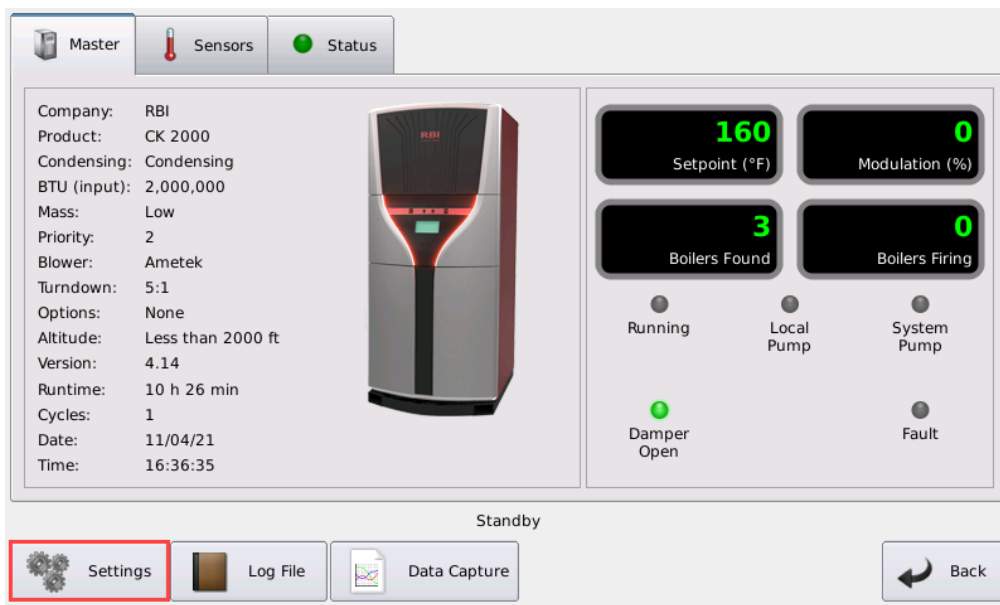 Master
Sensors
Status
Company: RBI
Product: CK 2000
Condensing: Condensing
BTU (input): 2,000,000
Mass: Low
Priority: 2
Blower: Ametek
Turndown: 5:1
Options: None
Altitude: Less than 2000 ft
Version: 4.14
Runtime: 10 h 26 min
Cycles: 1
Date: 11/04/21
Time: 16:36:35
RBI
160
Setpoint (°F)
0
Modulation (%)
3
Boilers Found
0
Boilers Firing
Running
Local
Pump
System
Pump
Damper
Open
Fault
Standby
Settings
Log File
Data Capture
Back